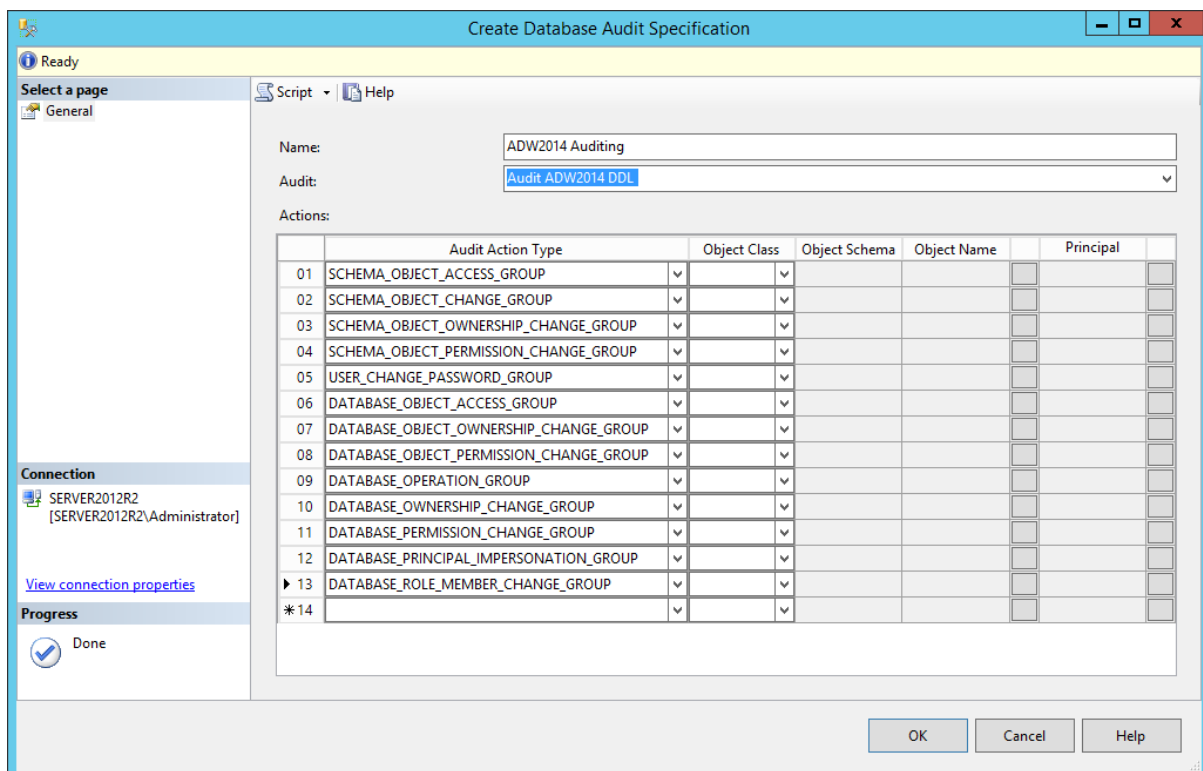 Create Database Audit Specification
Ready
Select a page
General
Script
Help
Name: ADW2014 Auditing
Audit: Audit ADW2014 DDL
Actions:
Audit Action Type Object Class Object Schema Object Name Principal
01 SCHEMA_OBJECT_ACCESS_GROUP
02 SCHEMA_OBJECT_CHANGE_GROUP
03 SCHEMA_OBJECT_OWNERSHIP_CHANGE_GROUP
04 SCHEMA_OBJECT_PERMISSION_CHANGE_GROUP
05 USER_CHANGE_PASSWORD_GROUP
06 DATABASE_OBJECT_ACCESS_GROUP
07 DATABASE_OBJECT_OWNERSHIP_CHANGE_GROUP
08 DATABASE_OBJECT_PERMISSION_CHANGE_GROUP
09 DATABASE_OPERATION_GROUP
10 DATABASE_OWNERSHIP_CHANGE_GROUP
11 DATABASE_PERMISSION_CHANGE_GROUP
12 DATABASE_PRINCIPAL_IMPERSONATION_GROUP
13 DATABASE_ROLE_MEMBER_CHANGE_GROUP
14
Connection
SERVER2012R2
[SERVER2012R2\Administrator]
View connection properties
Progress
Done
OK Cancel Help